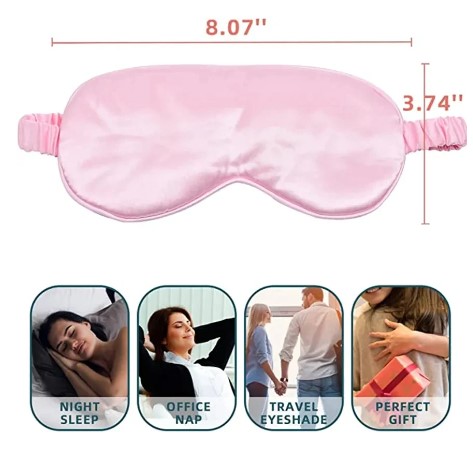 8.07''
3.74''
NIGHT
SLEEP
OFFICE
NAP
TRAVEL
EYESHADE
PERFECT
GIFT